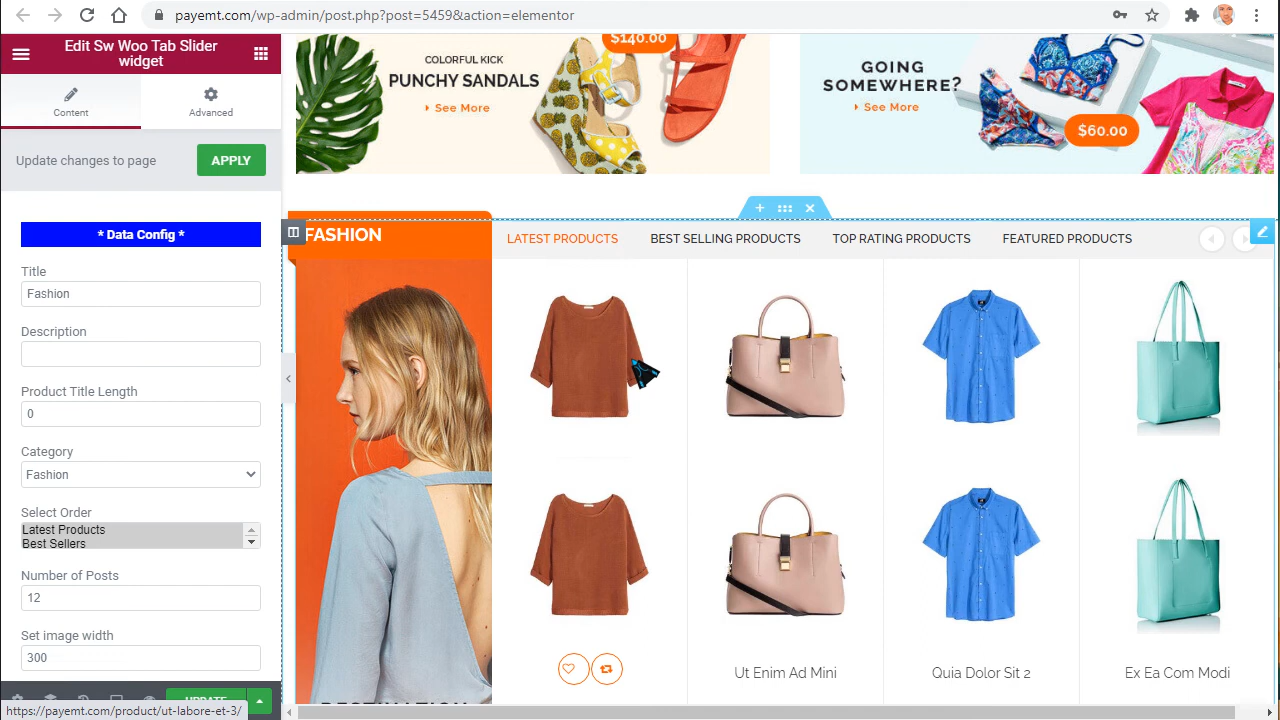 payemt.com/wp-admin/post.php?post=5459&action=elementor
Edit Sw Woo Tab Slider
widget
Content
Advanced
Update changes to page
APPLY
* Data Config *
Title
Fashion
Description
Product Title Length
0
Category
Fashion
Select Order
Latest Products
Best Sellers
Number of Posts
12
Set image width
300
UPDATE
https://payemt.com/product/ut-labore-et-3/
$140.00
COLORFUL KICK
PUNCHY SANDALS
See More
GOING
SOMEWHERE?
See More
$60.00
FASHION
LATEST PRODUCTS
BEST SELLING PRODUCTS
TOP RATING PRODUCTS
FEATURED PRODUCTS
Ut Enim Ad Mini
Quia Dolor Sit 2
Ex Ea Com Modi